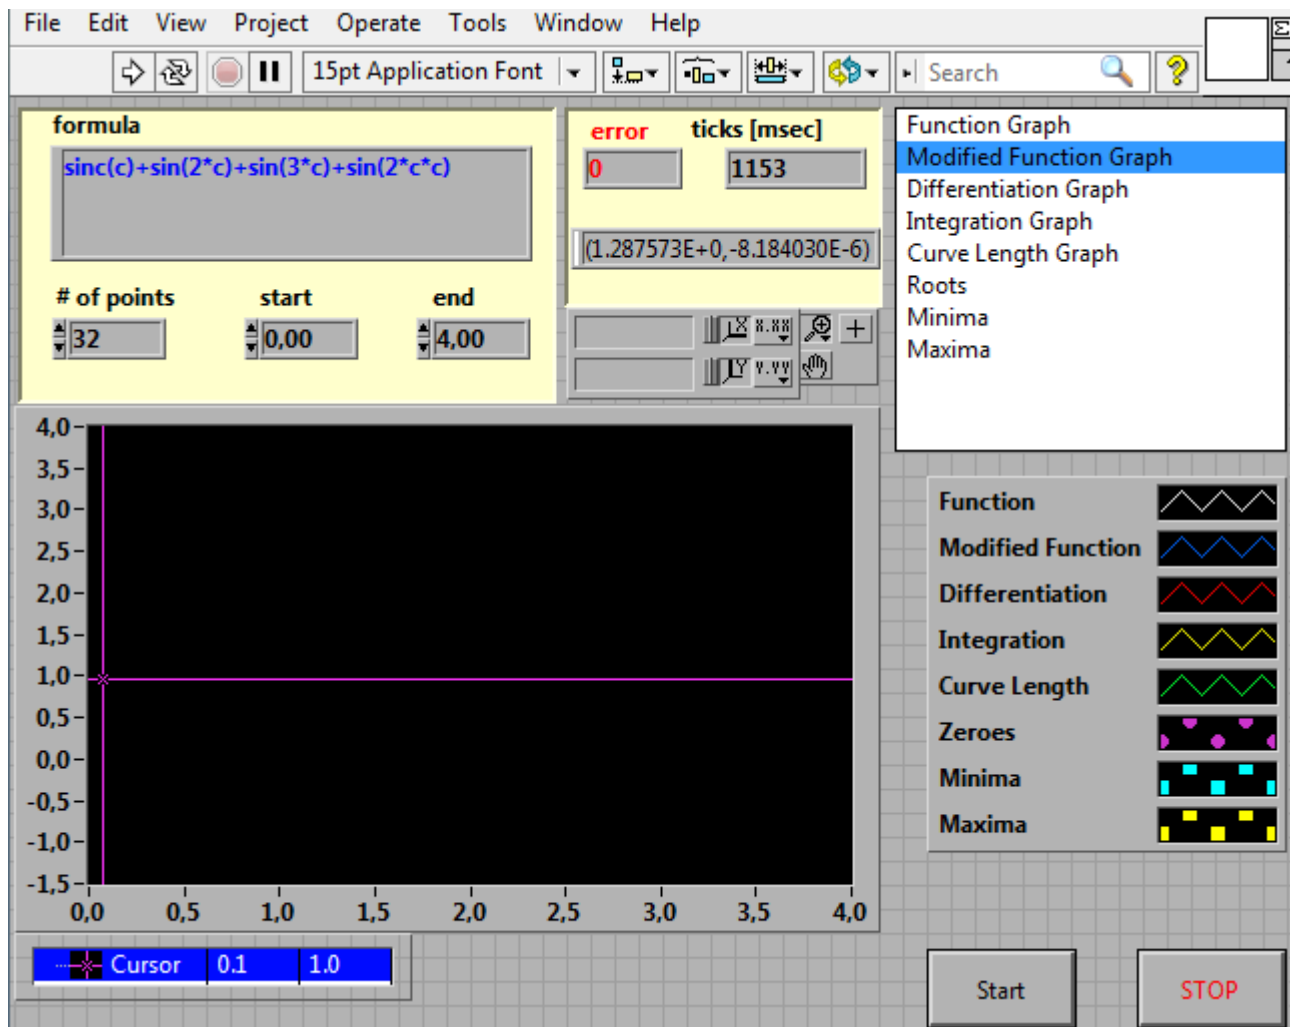 File Edit View Project Operate Tools Window Help
15pt Application Font Search
formula
sinc(c)+sin(2*c)+sin(3*c)+sin(2*c*c)
# of points start end
32 0,00 4,00
error ticks [msec]
0 1153
(1.287573E+0,-8.184030E-6)
X X.XX
Y Y.YY
Function Graph
Modified Function Graph
Differentiation Graph
Integration Graph
Curve Length Graph
Roots
Minima
Maxima
4,0
3,5
3,0
2,5
2,0
1,5
1,0
0,5
0,0
-0,5
-1,0
-1,5
0,0 0,5 1,0 1,5 2,0 2,5 3,0 3,5 4,0
Function
Modified Function
Differentiation
Integration
Curve Length
Zeroes
Minima
Maxima
Cursor 0.1 1.0
Start STOP